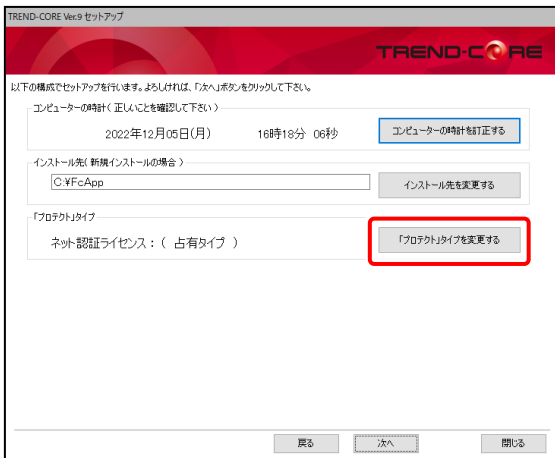 TREND-CORE Ver.9 セットアップ
TREND-CORE
以下の構成でセットアップを行います。よろしければ、「次へ」ボタンをクリックして下さい。
コンピューターの時計（ 正しいことを確認して下さい ）
2022年12月05日(月) 16時18分 06秒 コンピューターの時計を訂正する
インストール先（ 新規インストールの場合 ）
C:¥FcApp インストール先を変更する
「プロテクト」タイプ
ネット認証ライセンス：（ 占有タイプ ） 「プロテクト」タイプを変更する
戻る 次へ 閉じる